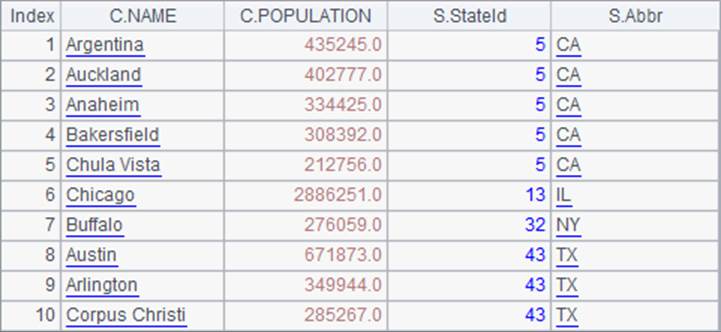 Index C.NAME C.POPULATION S.StateId S.Abbr
1 Argentina 435245.0 5 CA
2 Auckland 402777.0 5 CA
3 Anaheim 334425.0 5 CA
4 Bakersfield 308392.0 5 CA
5 Chula Vista 212756.0 5 CA
6 Chicago 2886251.0 13 IL
7 Buffalo 276059.0 32 NY
8 Austin 671873.0 43 TX
9 Arlington 349944.0 43 TX
10 Corpus Christi 285267.0 43 TX